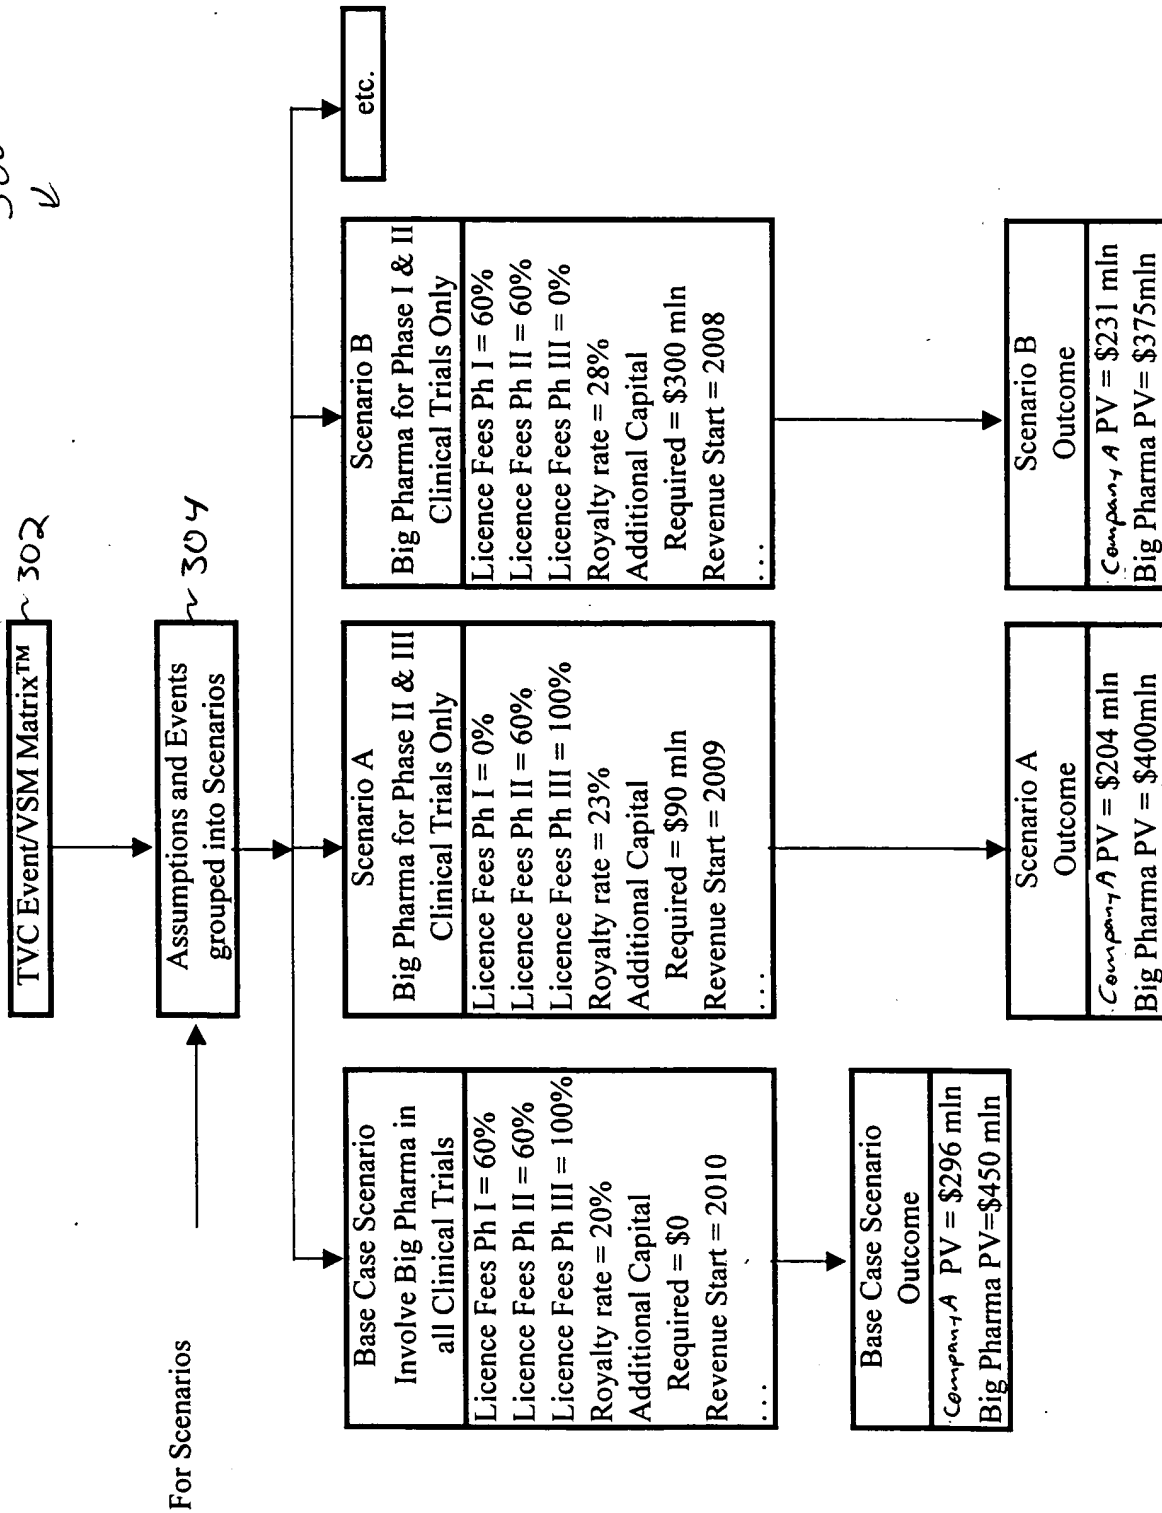 TVC Event/VSM Matrix™
~ 302
For Scenarios
Assumptions and Events
grouped into Scenarios
~ 304
Base Case Scenario
Involve Big Pharma in
all Clinical Trials
Licence Fees Ph I = 60%
Licence Fees Ph II = 60%
Licence Fees Ph III = 100%
Royalty rate = 20%
Additional Capital
Required = $0
Revenue Start = 2010
...
Scenario A
Big Pharma for Phase II & III
Clinical Trials Only
Licence Fees Ph I = 0%
Licence Fees Ph II = 60%
Licence Fees Ph III = 100%
Royalty rate = 23%
Additional Capital
Required = $90 mln
Revenue Start = 2009
...
Scenario B
Big Pharma for Phase I & II
Clinical Trials Only
Licence Fees Ph I = 60%
Licence Fees Ph II = 60%
Licence Fees Ph III = 0%
Royalty rate = 28%
Additional Capital
Required = $300 mln
Revenue Start = 2008
...
etc.
Base Case Scenario
Outcome
Company A PV = $296 mln
Big Pharma PV=$450 mln
Scenario A
Outcome
Company A PV = $204 mln
Big Pharma PV = $400mln
Scenario B
Outcome
Company A PV = $231 mln
Big Pharma PV= $375mln